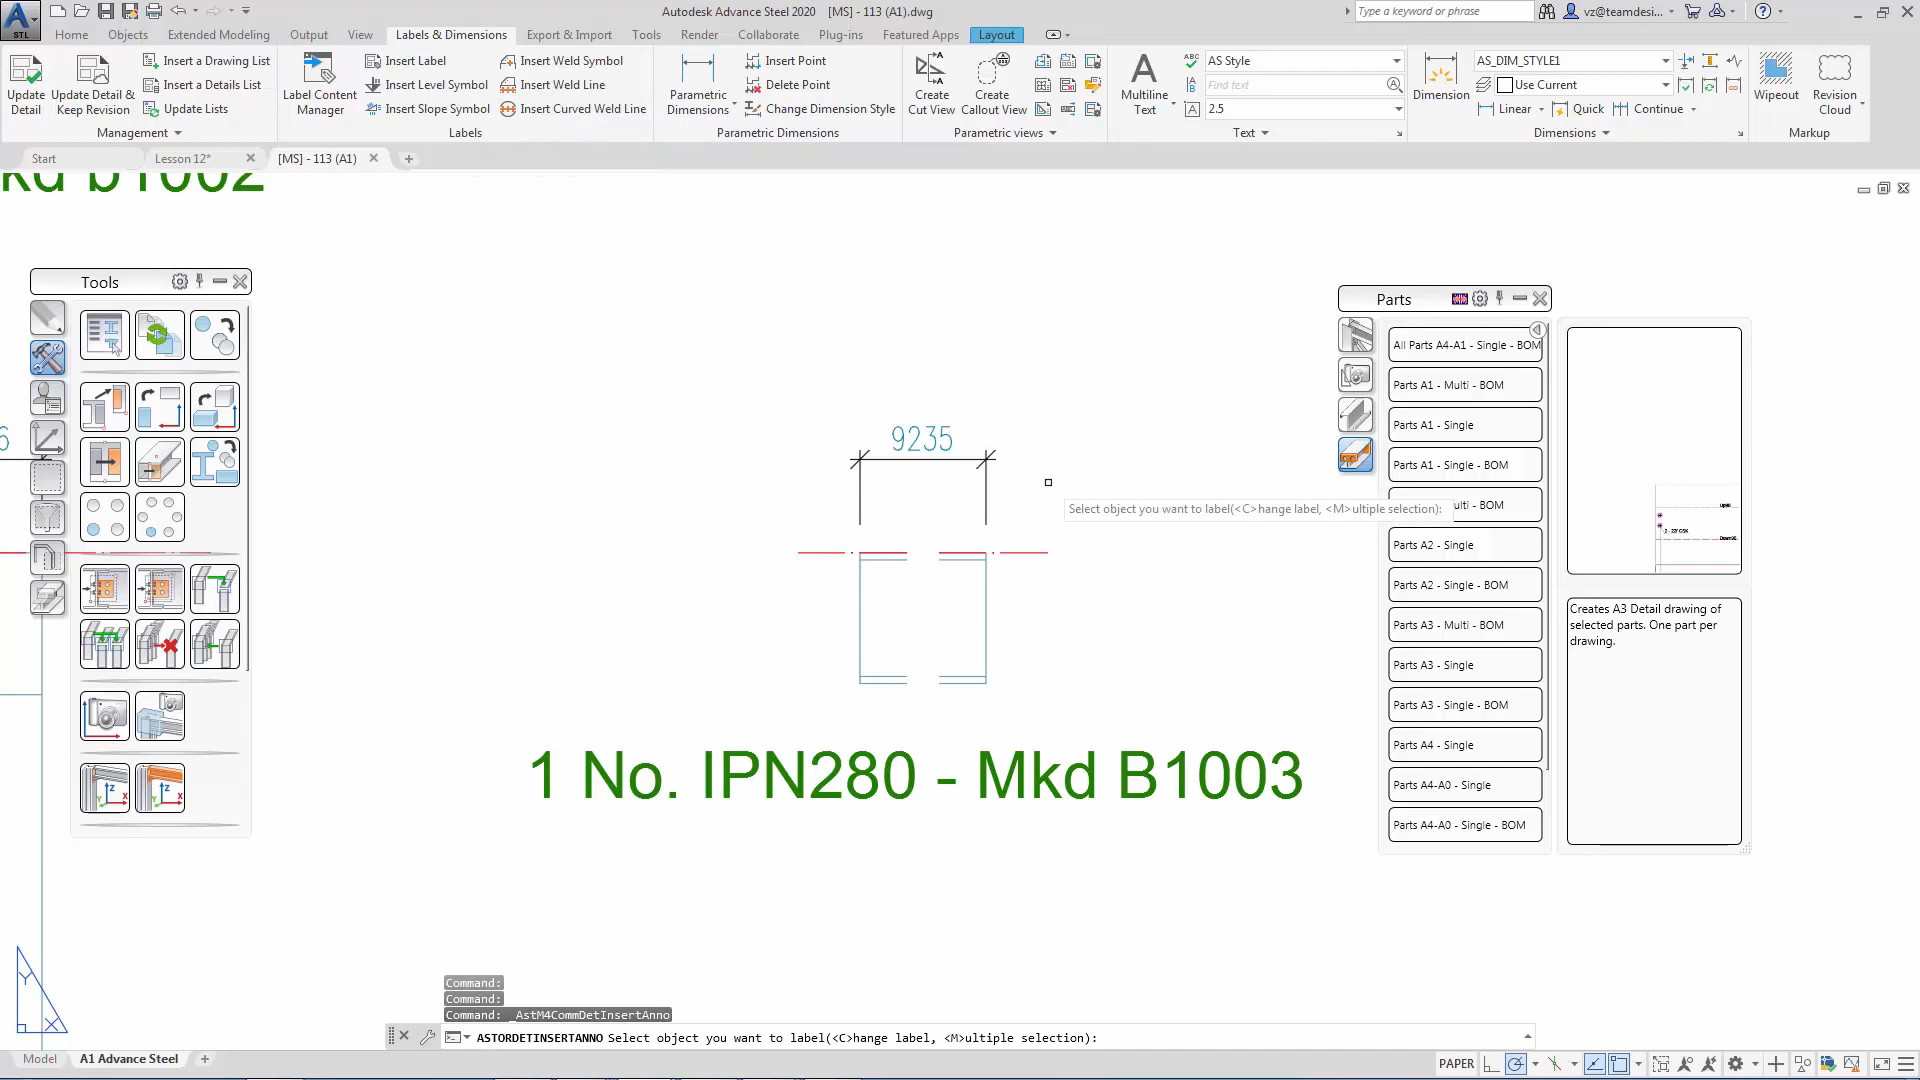 STL
Autodesk Advance Steel 2020 [MS] - 113 (A1).dwg
Type a keyword or phrase
vz@teamdesi...
Home Objects Extended Modeling Output View Labels & Dimensions Export & Import Tools Render Collaborate Plug-ins Featured Apps Layout
Update Detail
Update Detail & Keep Revision
Insert a Drawing List
Insert a Details List
Update Lists
Management
Label Content Manager
Insert Label
Insert Level Symbol
Insert Slope Symbol
Insert Weld Symbol
Insert Weld Line
Insert Curved Weld Line
Labels
Parametric Dimensions
Insert Point
Delete Point
Change Dimension Style
Parametric Dimensions
Create Cut View
Create Callout View
Parametric views
Multiline Text
ABC
AS Style
Find text
2.5
Text
Dimension
AS_DIM_STYLE1
Use Current
Linear
Quick
Continue
Dimensions
Wipeout
Revision Cloud
Markup
Start
Lesson 12*
[MS] - 113 (A1)
kd b1002
Tools
Parts
All Parts A4-A1 - Single - BOM
Parts A1 - Multi - BOM
Parts A1 - Single
Parts A1 - Single - BOM
ulti - BOM
Parts A2 - Single
Parts A2 - Single - BOM
Parts A3 - Multi - BOM
Parts A3 - Single
Parts A3 - Single - BOM
Parts A4 - Single
Parts A4-A0 - Single
Parts A4-A0 - Single - BOM
Creates A3 Detail drawing of
selected parts. One part per
drawing.
6
9235
Select object you want to label(<C>hange label, <M>ultiple selection):
1 No. IPN280 - Mkd B1003
Y
X
Command:
Command:
Command: _AstM4CommDetInsertAnno
ASTORDETINSERTANNO Select object you want to label(<C>hange label, <M>ultiple selection):
Model
A1 Advance Steel
PAPER